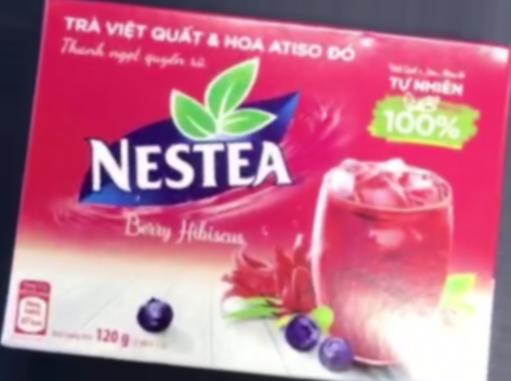 TRÀ VIỆT QUẤT & HOA ATISO ĐỎ
Thanh ngọt quyến rũ
TỰ NHIÊN
100%
NESTEA
Berry Hibiscus
120 g